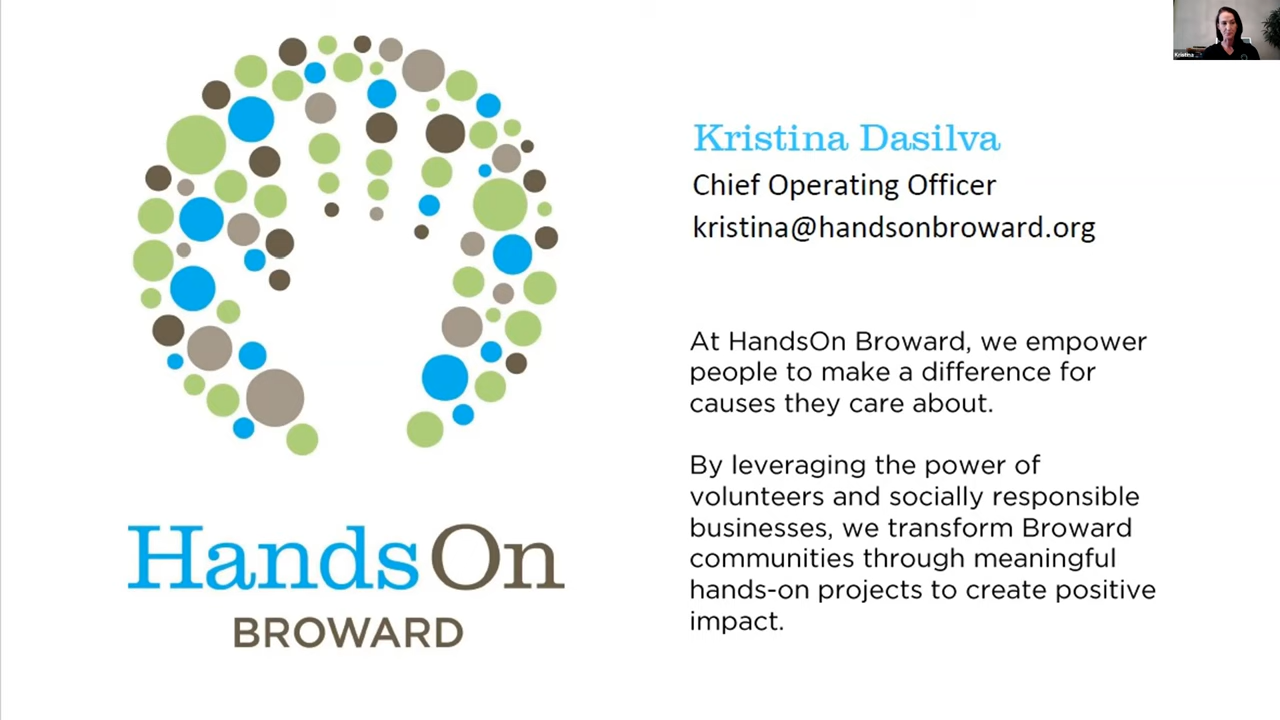 Kristina
Kristina Dasilva
Chief Operating Officer
kristina@handsonbroward.org
At HandsOn Broward, we empower
people to make a difference for
causes they care about.
By leveraging the power of
volunteers and socially responsible
businesses, we transform Broward
communities through meaningful
hands-on projects to create positive
impact.
HandsOn
BROWARD